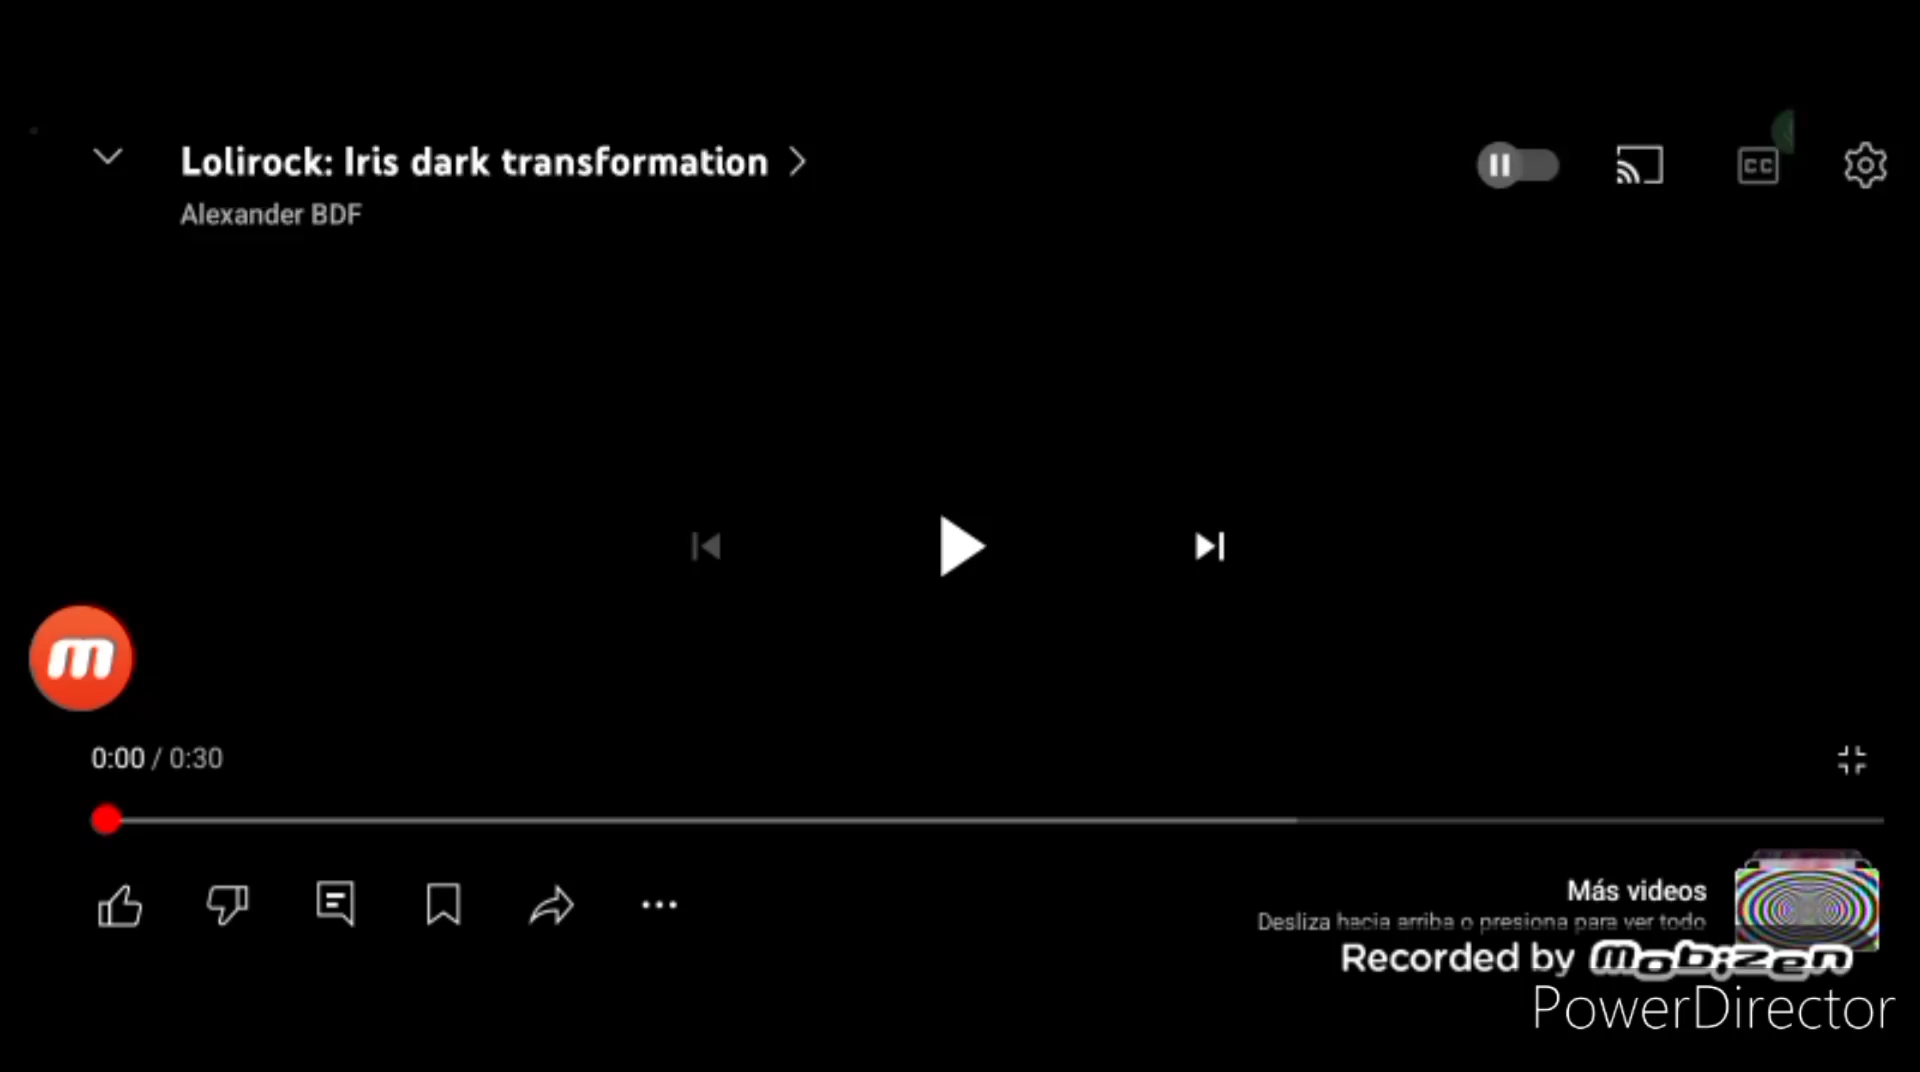 Lolirock: Iris dark transformation
Alexander BDF
CC
m
0:00 / 0:30
Más videos
Desliza hacia arriba o presiona para ver todo
Recorded by mobizen
PowerDirector